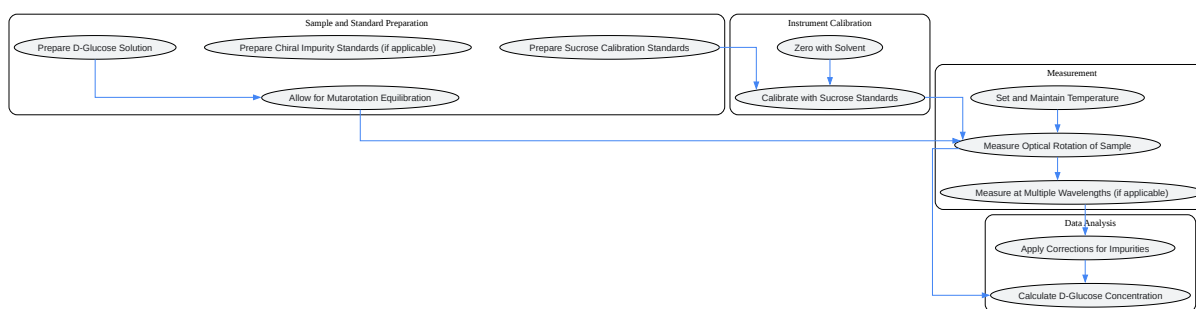 Sample and Standard Preparation
Prepare D-Glucose Solution
Prepare Chiral Impurity Standards (if applicable)
Prepare Sucrose Calibration Standards
Allow for Mutarotation Equilibration
Instrument Calibration
Zero with Solvent
Calibrate with Sucrose Standards
Measurement
Set and Maintain Temperature
Measure Optical Rotation of Sample
Measure at Multiple Wavelengths (if applicable)
Data Analysis
Apply Corrections for Impurities
Calculate D-Glucose Concentration